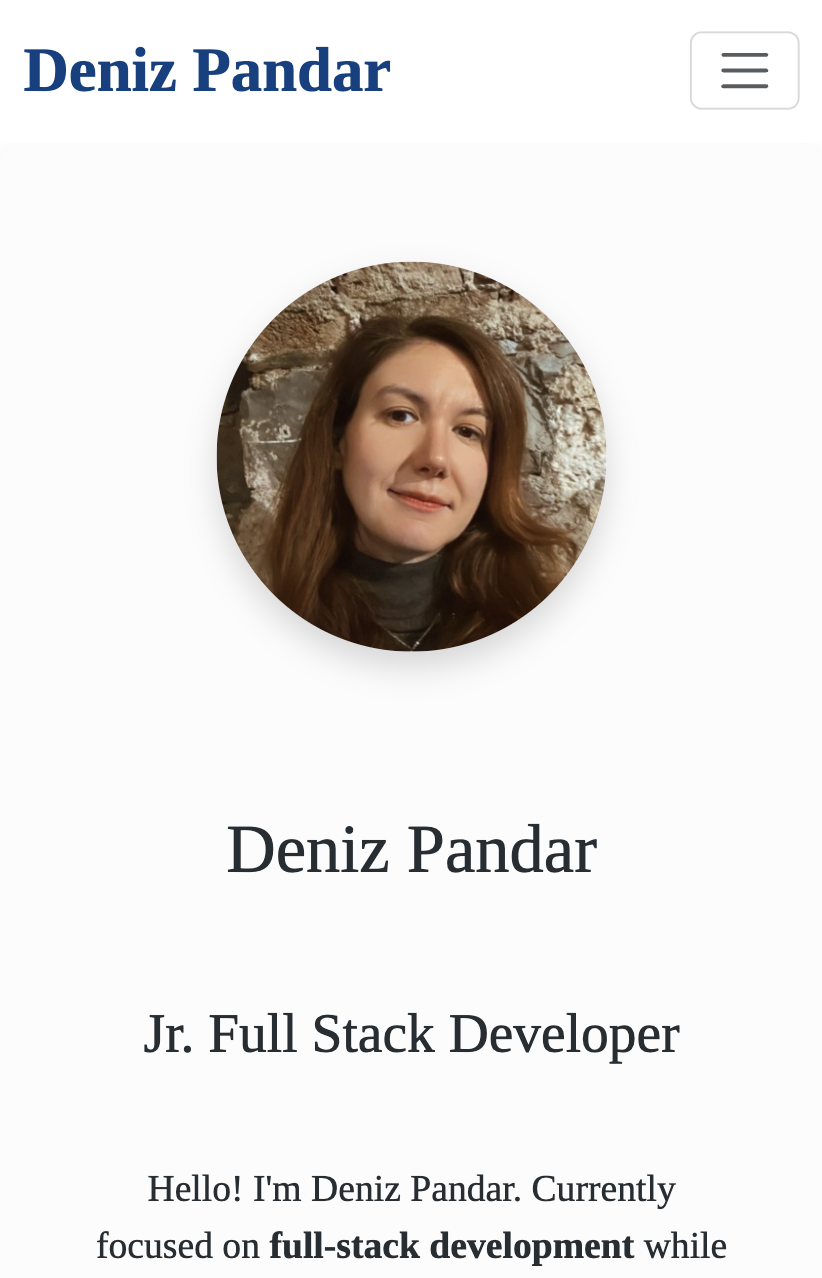 Deniz Pandar
Deniz Pandar
Jr. Full Stack Developer
Hello! I'm Deniz Pandar. Currently
focused on full-stack development while